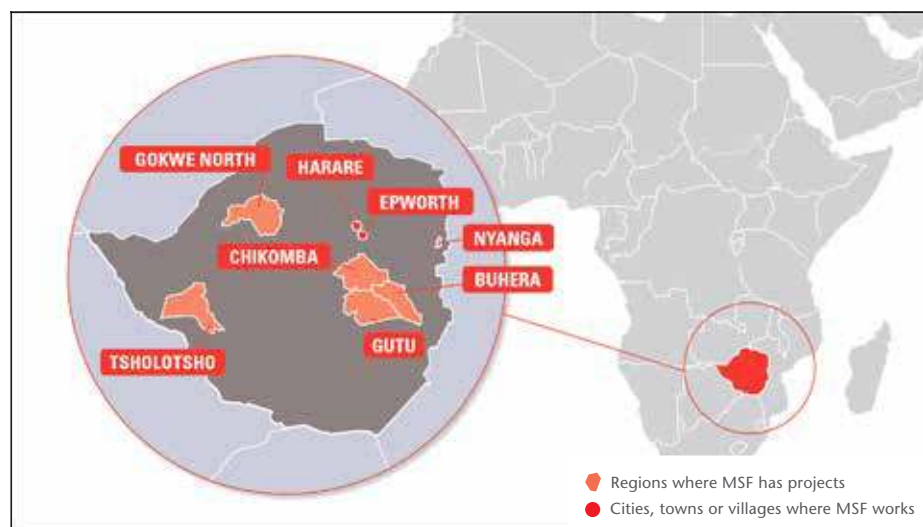 GOKWE NORTH
HARARE
EPWORTH
NYANGA
CHIKOMBA
BUHERA
GUTU
TSHOLOTSHO
Regions where MSF has projects
Cities, towns or villages where MSF works